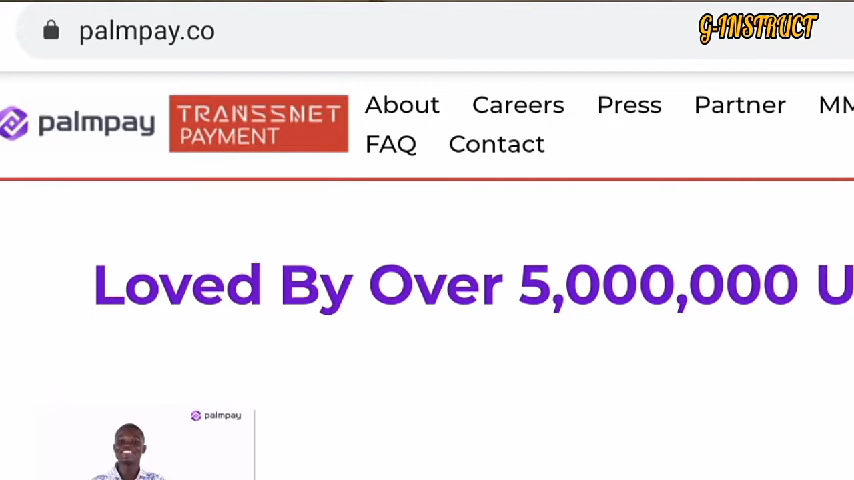 palmpay.co
G-INSTRUCT
palmpay
TRANSSNET
PAYMENT
About Careers Press Partner MM
FAQ Contact
Loved By Over 5,000,000 U
palmpay